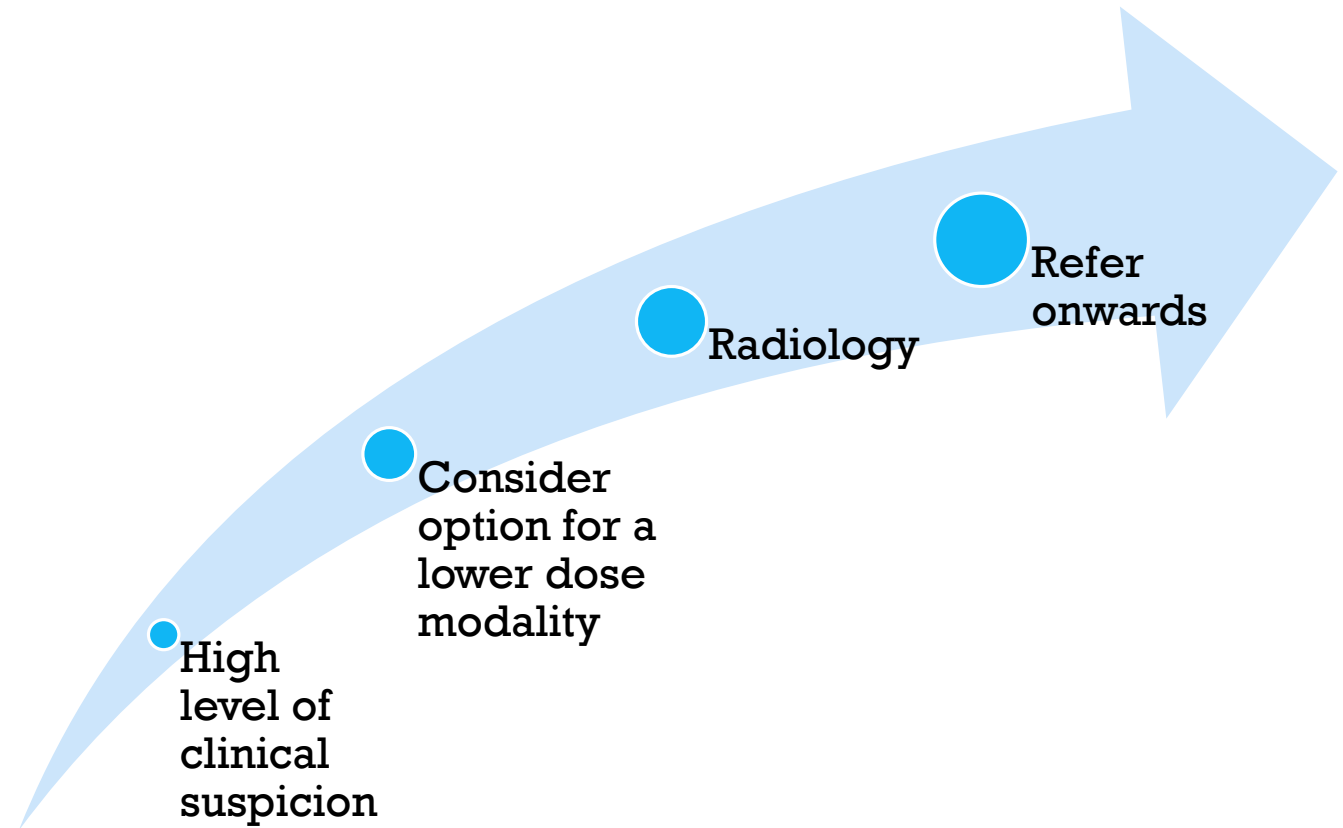 High
level of
clinical
suspicion
Consider
option for a
lower dose
modality
Radiology
Refer
onwards